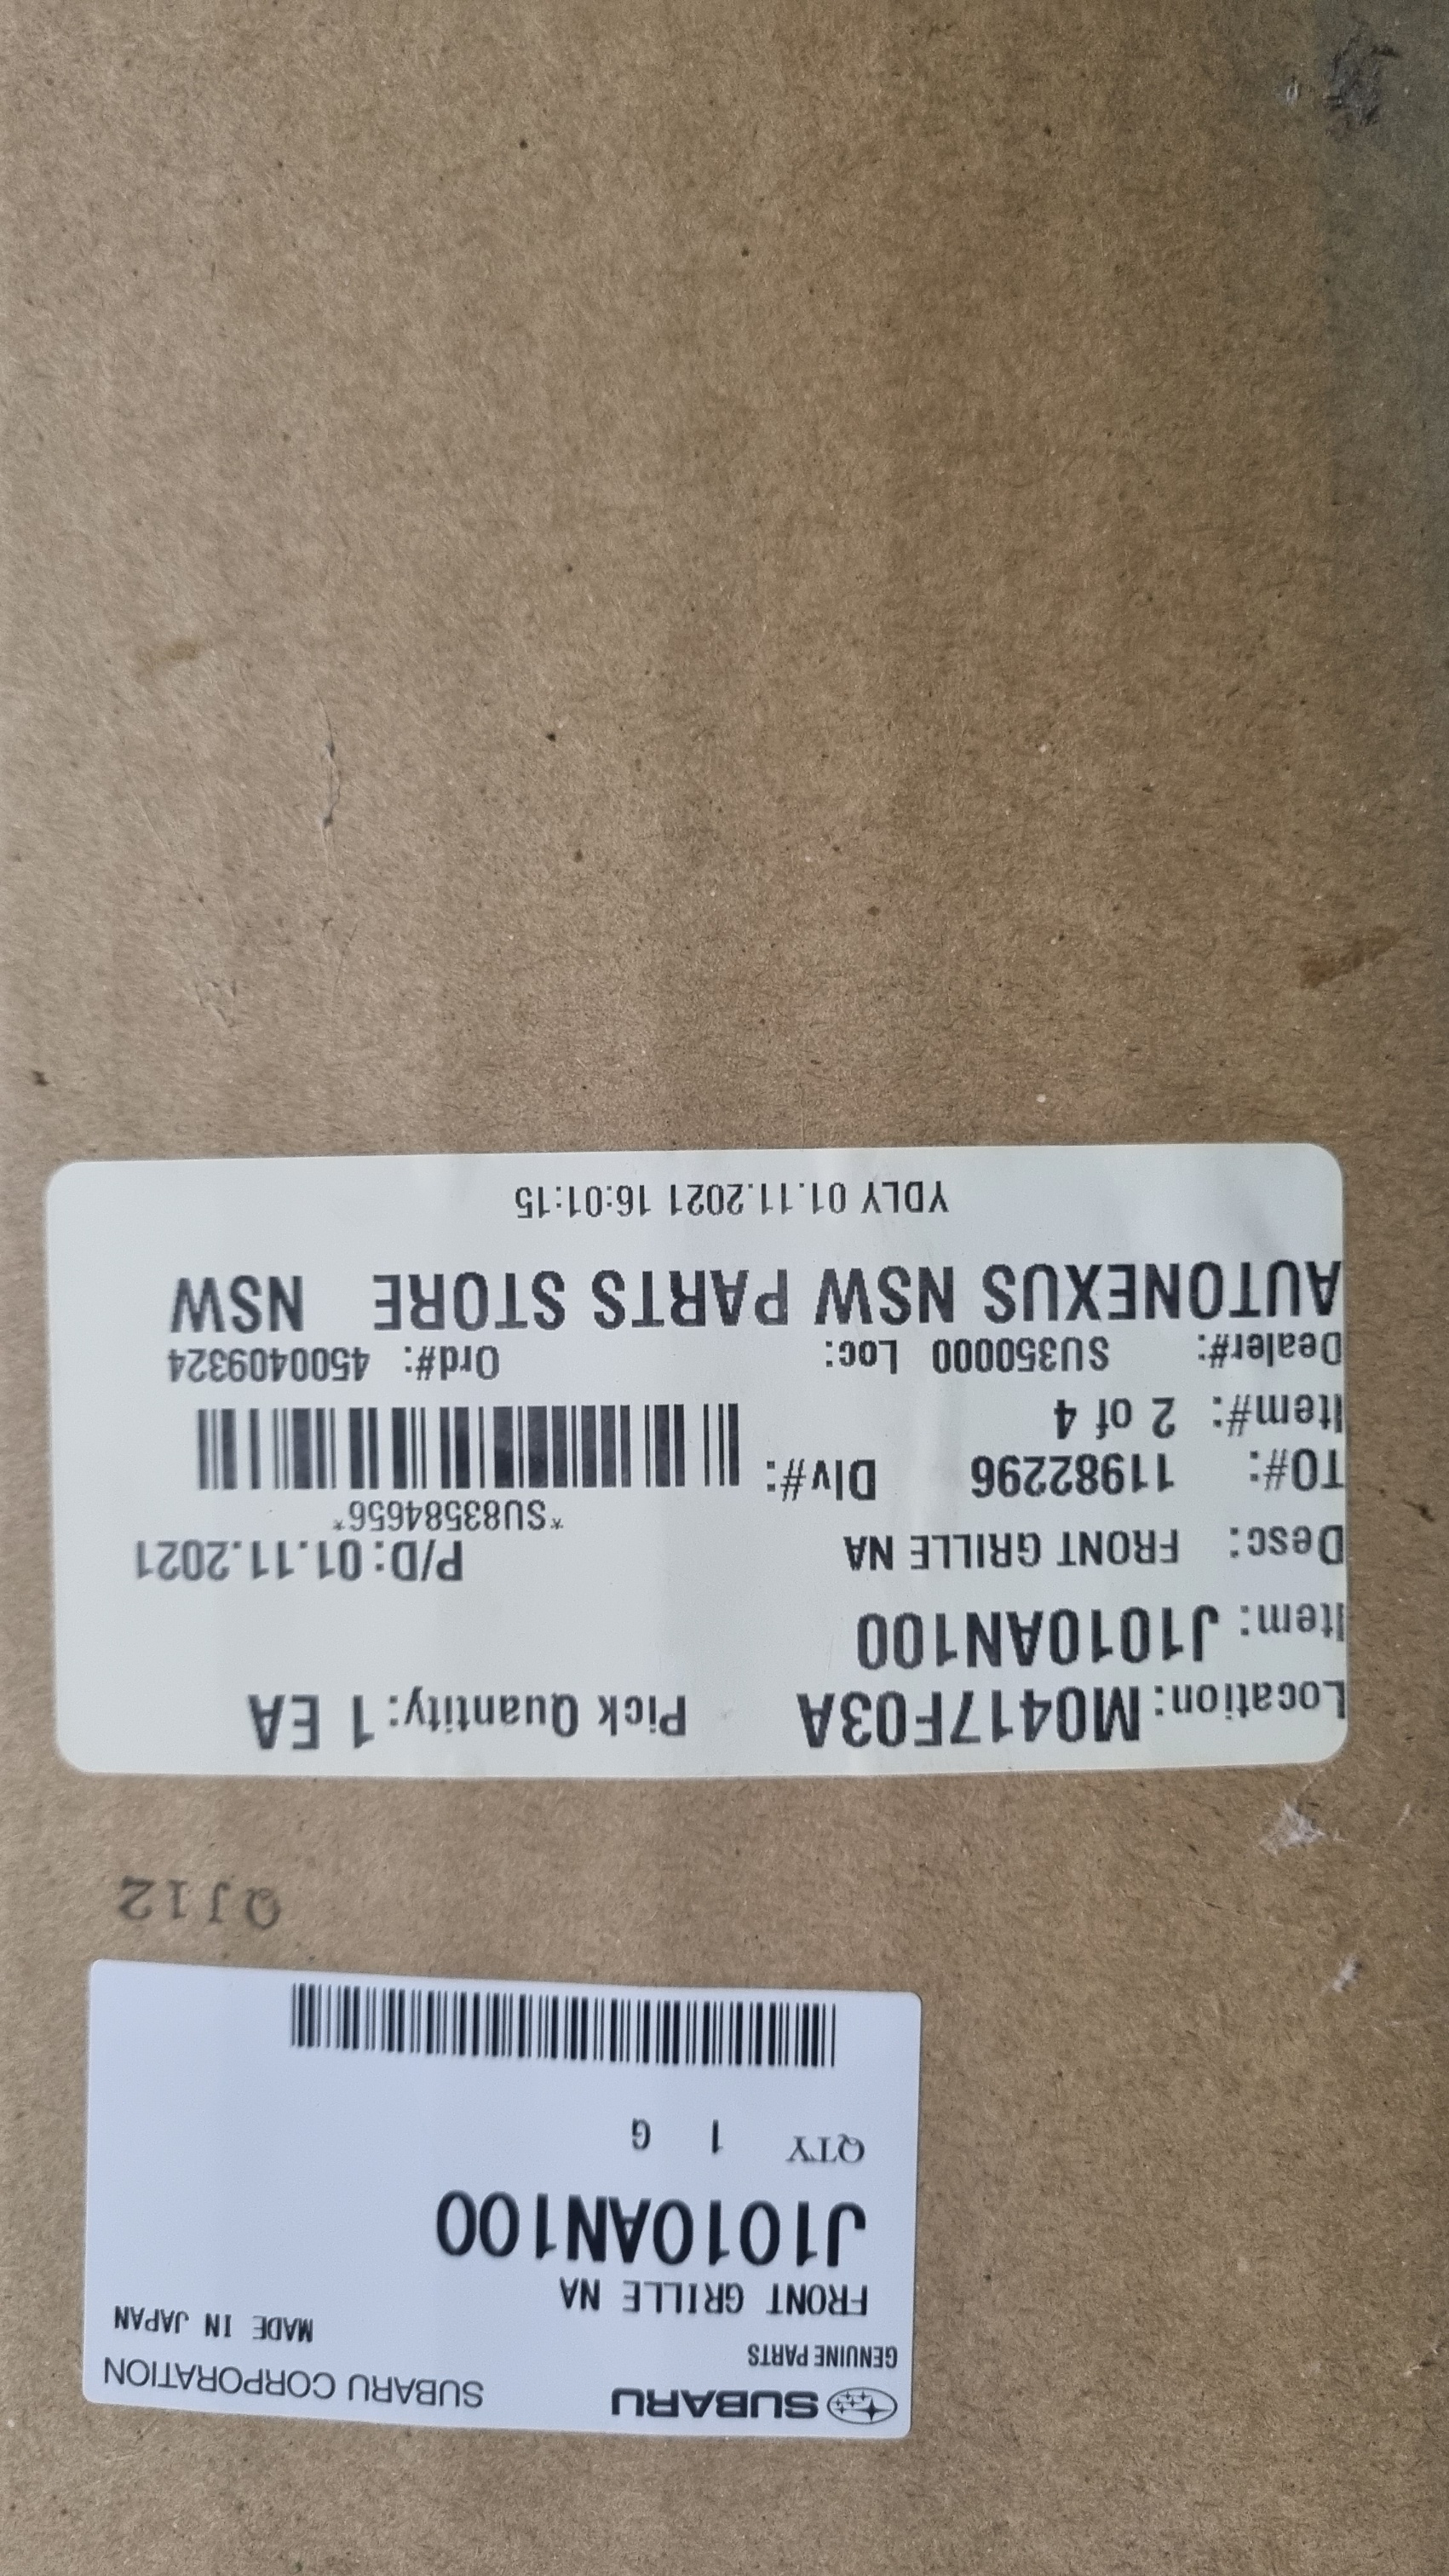 SUBARU SUBARU CORPORATION
GENUINE PARTS
MADE IN JAPAN
FRONT GRILLE NA
J1010AN100
QTY 1 G
QJ12
Location: M0417F03A Pick Quantity: 1 EA
Item: J1010AN100
Desc: FRONT GRILLE NA P/D: 01.11.2021
*SU83584656*
TO#: 11982296 Dlv#:
Item#: 2 of 4
Dealer#: SU350000 Loc: Ord#: 4500409324
AUTONEXUS NSW PARTS STORE NSW
YDLY 01.11.2021 16:01:15